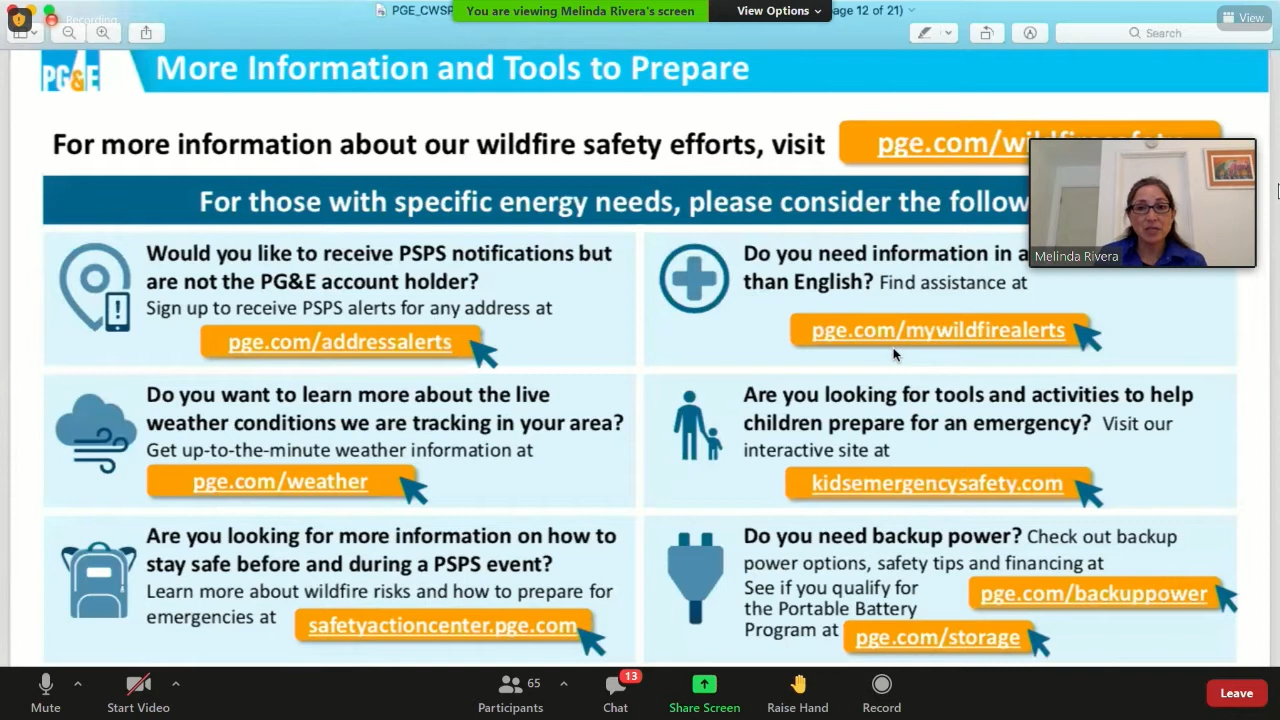 Recording
PGE_CWSP
You are viewing Melinda Rivera's screen
View Options
age 12 of 21)
View
Search
PG&E
More Information and Tools to Prepare
For more information about our wildfire safety efforts, visit
For those with specific energy needs, please consider the
Melinda Rivera
Would you like to receive PSPS notifications but
are not the PG&E account holder?
Sign up to receive PSPS alerts for any address at
pge.com/addressalerts
Do you need information in a
than English? Find assistance at
pge.com/mywildfirealerts
Do you want to learn more about the live
weather conditions we are tracking in your area?
Get up-to-the-minute weather information at
pge.com/weather
Are you looking for tools and activities to help
children prepare for an emergency? Visit our
interactive site at
kidsemergencysafety.com
Are you looking for more information on how to
stay safe before and during a PSPS event?
Learn more about wildfire risks and how to prepare for
emergencies at
safetyactioncenter.pge.com
Do you need backup power? Check out backup
power options, safety tips and financing at
pge.com/backuppower
See if you qualify for
the Portable Battery
Program at
pge.com/storage
Mute
Start Video
65
Participants
13
Chat
Share Screen
Raise Hand
Record
Leave